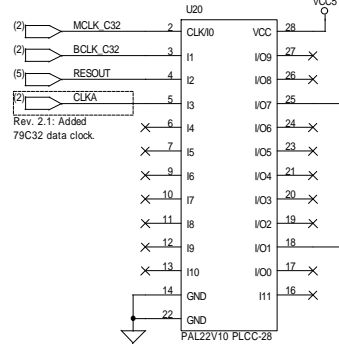 U20
VCC5
(2) MCLK_C32 2 CLK/I0 VCC 28
(2) BCLK_C32 3 I1 I/O9 27
(5) RESOUT 4 I2 I/O8 26
(2) CLKA 5 I3 I/O7 25
Rev. 2.1: Added
79C32 data clock.
6 I4 I/O6 24
7 I5 I/O5 23
9 I6 I/O4 21
10 I7 I/O3 20
11 I8 I/O2 19
12 I9 I/O1 18
13 I10 I/O0 17
14 GND I11 16
22 GND
PAL22V10 PLCC-28